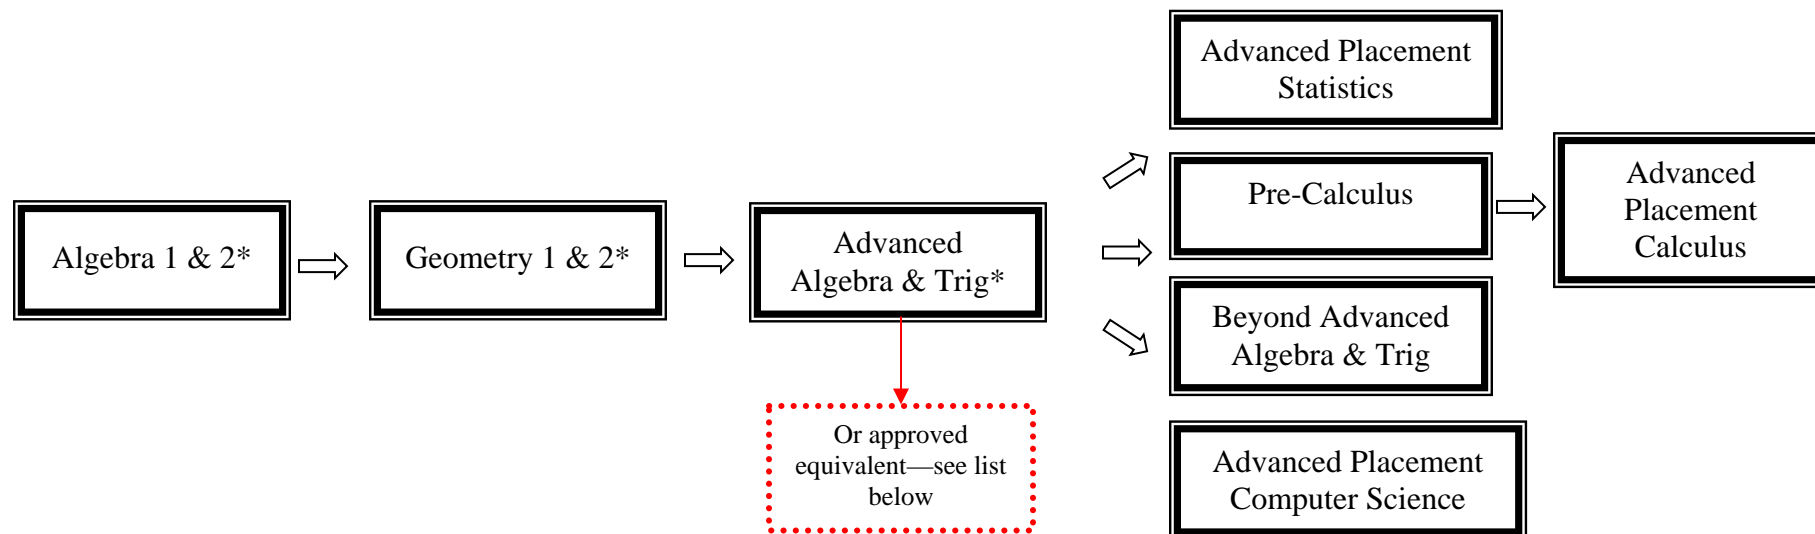 Algebra 1 & 2*
Geometry 1 & 2*
Advanced
Algebra & Trig*
Or approved
equivalent—see list
below
Advanced Placement
Statistics
Pre-Calculus
Beyond Advanced
Algebra & Trig
Advanced Placement
Computer Science
Advanced
Placement
Calculus